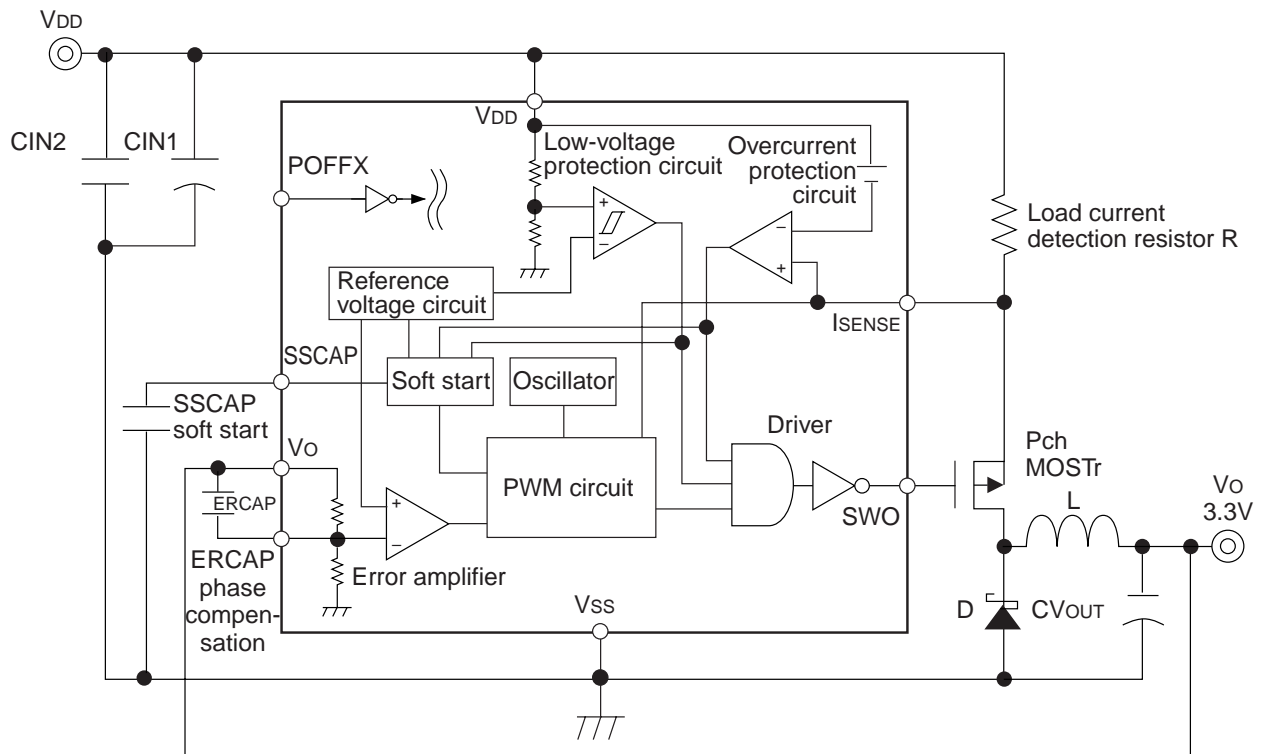 VDD
CIN2
CIN1
VDD
POFFX
Low-voltage
protection circuit
Overcurrent
protection
circuit
+
−
−
+
Load current
detection resistor R
Reference
voltage circuit
ISENSE
SSCAP
Soft start
Oscillator
SSCAP
soft start
Driver
VO
ERCAP
+
−
PWM circuit
SWO
Pch
MOSTr
L
VO
3.3V
ERCAP
phase
compen-
sation
Error amplifier
VSS
D
CVOUT